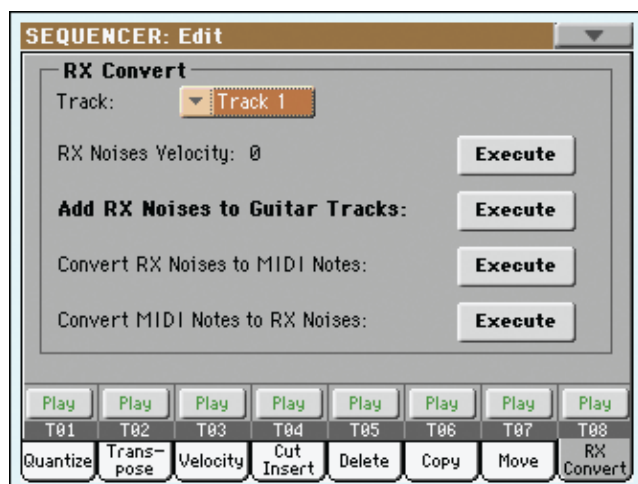 SEQUENCER: Edit
RX Convert
Track: Track 1
RX Noises Velocity: 0 Execute
Add RX Noises to Guitar Tracks: Execute
Convert RX Noises to MIDI Notes: Execute
Convert MIDI Notes to RX Noises: Execute
Play Play Play Play Play Play Play Play
T01 T02 T03 T04 T05 T06 T07 T08
Quantize Trans-
pose Velocity Cut
Insert Delete Copy Move RX
Convert